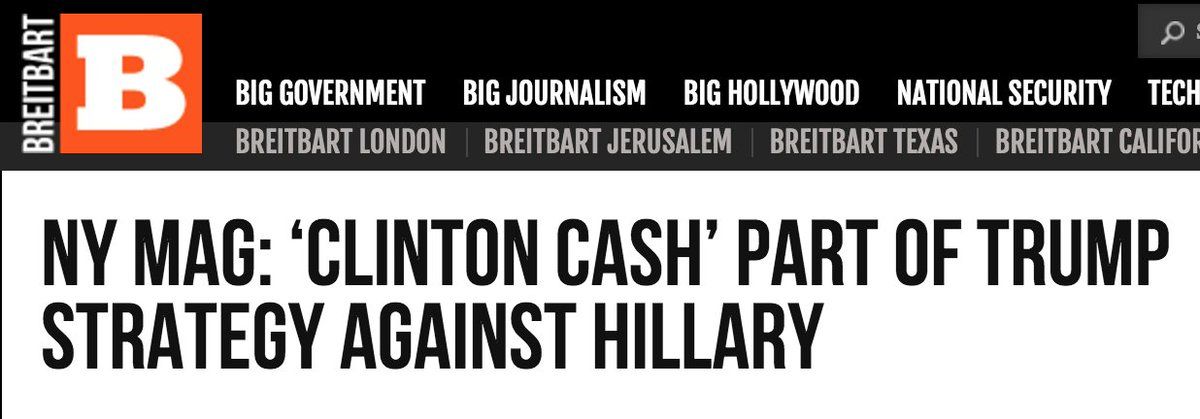 BREITBART
B
BIG GOVERNMENT BIG JOURNALISM BIG HOLLYWOOD NATIONAL SECURITY TECH
BREITBART LONDON BREITBART JERUSALEM BREITBART TEXAS BREITBART CALIFOR
NY MAG: ‘CLINTON CASH’ PART OF TRUMP
STRATEGY AGAINST HILLARY